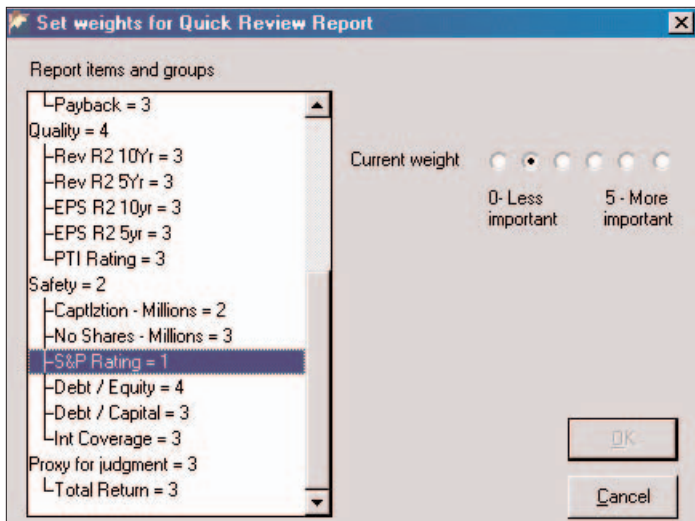 Set weights for Quick Review Report
Report items and groups
Payback = 3
Quality = 4
Rev R2 10Yr = 3
Rev R2 5Yr = 3
EPS R2 10yr = 3
EPS R2 5yr = 3
PTI Rating = 3
Safety = 2
Captlztion - Millions = 2
No Shares - Millions = 3
S&P Rating = 1
Debt / Equity = 4
Debt / Capital = 3
Int Coverage = 3
Proxy for judgment = 3
Total Return = 3
Current weight
0- Less important
5 - More important
OK
Cancel